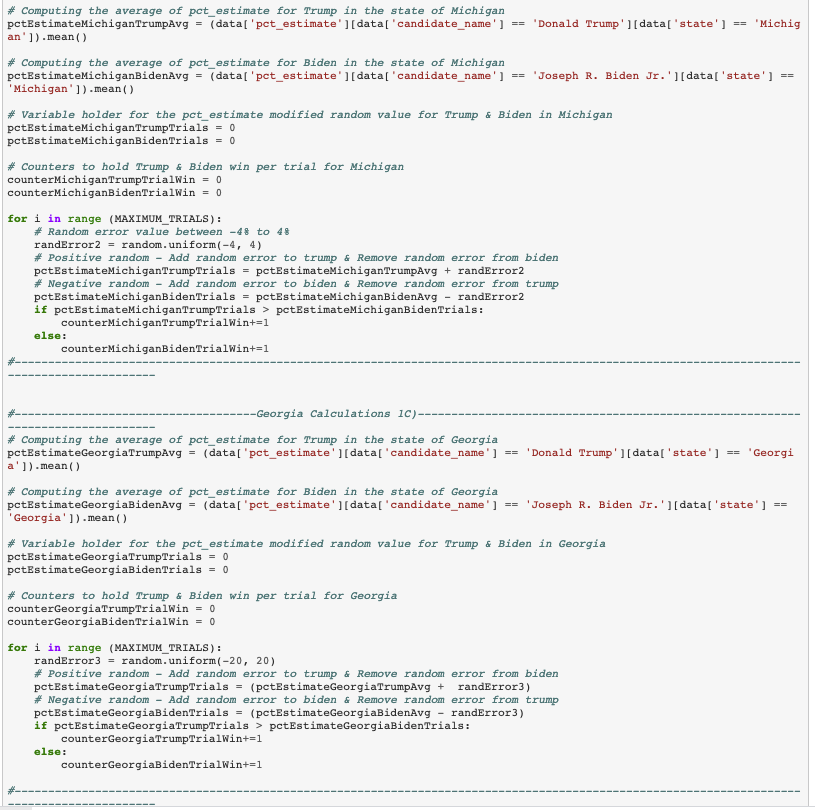 # Computing the average of pct_estimate for Trump in the state of Michigan
pctEstimateMichiganTrumpAvg = (data['pct_estimate'][data['candidate_name'] == 'Donald Trump'][data['state'] == 'Michig
an']).mean()
# Computing the average of pct_estimate for Biden in the state of Michigan
pctEstimateMichiganBidenAvg = (data['pct_estimate'][data['candidate_name'] == 'Joseph R. Biden Jr.'][data['state'] ==
'Michigan']).mean()
# Variable holder for the pct_estimate modified random value for Trump & Biden in Michigan
pctEstimateMichiganTrumpTrials = 0
pctEstimateMichiganBidenTrials = 0
# Counters to hold Trump & Biden win per trial for Michigan
counterMichiganTrumpTrialWin = 0
counterMichiganBidenTrialWin = 0
for i in range (MAXIMUM_TRIALS):
    # Random error value between -4% to 4%
    randError2 = random.uniform(-4, 4)
    # Positive random - Add random error to trump & Remove random error from biden
    pctEstimateMichiganTrumpTrials = pctEstimateMichiganTrumpAvg + randError2
    # Negative random - Add random error to biden & Remove random error from trump
    pctEstimateMichiganBidenTrials = pctEstimateMichiganBidenAvg - randError2
    if pctEstimateMichiganTrumpTrials > pctEstimateMichiganBidenTrials:
        counterMichiganTrumpTrialWin+=1
    else:
        counterMichiganBidenTrialWin+=1
#---------------------------------------------------------------------------------------------------------------------
----------------------
#------------------------------------Georgia Calculations 1C)---------------------------------------------------------
----------------------
# Computing the average of pct_estimate for Trump in the state of Georgia
pctEstimateGeorgiaTrumpAvg = (data['pct_estimate'][data['candidate_name'] == 'Donald Trump'][data['state'] == 'Georgi
a']).mean()
# Computing the average of pct_estimate for Biden in the state of Georgia
pctEstimateGeorgiaBidenAvg = (data['pct_estimate'][data['candidate_name'] == 'Joseph R. Biden Jr.'][data['state'] ==
'Georgia']).mean()
# Variable holder for the pct_estimate modified random value for Trump & Biden in Georgia
pctEstimateGeorgiaTrumpTrials = 0
pctEstimateGeorgiaBidenTrials = 0
# Counters to hold Trump & Biden win per trial for Georgia
counterGeorgiaTrumpTrialWin = 0
counterGeorgiaBidenTrialWin = 0
for i in range (MAXIMUM_TRIALS):
    randError3 = random.uniform(-20, 20)
    # Positive random - Add random error to trump & Remove random error from biden
    pctEstimateGeorgiaTrumpTrials = (pctEstimateGeorgiaTrumpAvg +  randError3)
    # Negative random - Add random error to biden & Remove random error from trump
    pctEstimateGeorgiaBidenTrials = (pctEstimateGeorgiaBidenAvg - randError3)
    if pctEstimateGeorgiaTrumpTrials > pctEstimateGeorgiaBidenTrials:
        counterGeorgiaTrumpTrialWin+=1
    else:
        counterGeorgiaBidenTrialWin+=1
#---------------------------------------------------------------------------------------------------------------------
----------------------